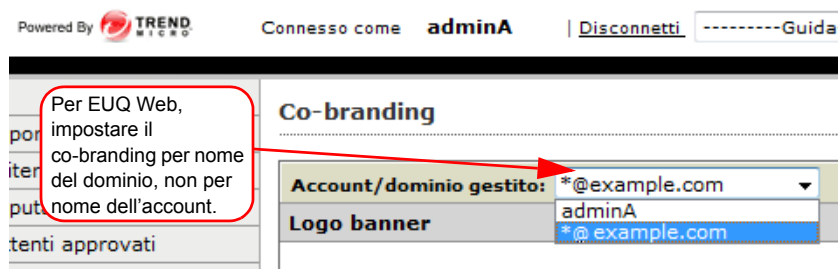 Powered By TREND MICRO
Connesso come adminA | Disconnetti ---------Guida
Per EUQ Web,
impostare il
co-branding per nome
del dominio, non per
nome dell'account.
Co-branding
Account/dominio gestito: *@example.com
adminA
*@example.com
Logo banner
tenti approvati